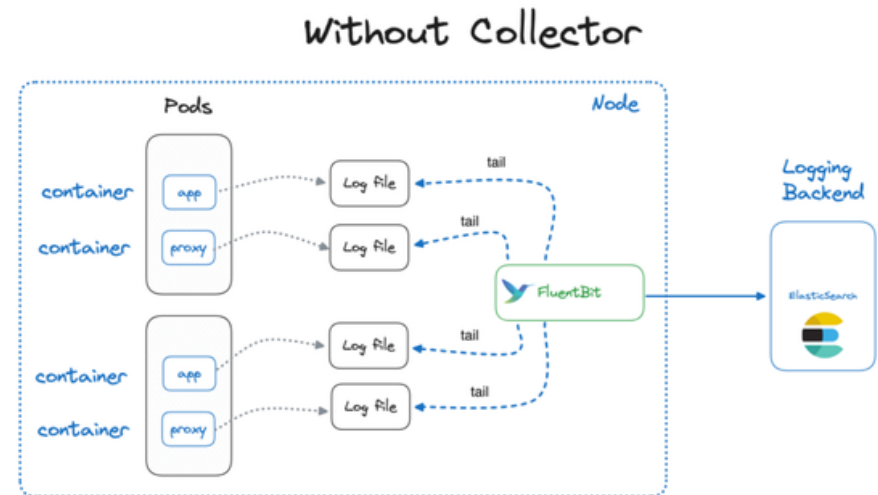 Without Collector
Pods
Node
container
app
Log file
tail
container
proxy
Log file
tail
FluentBit
container
app
Log file
tail
container
proxy
Log file
tail
Logging
Backend
ElasticSearch